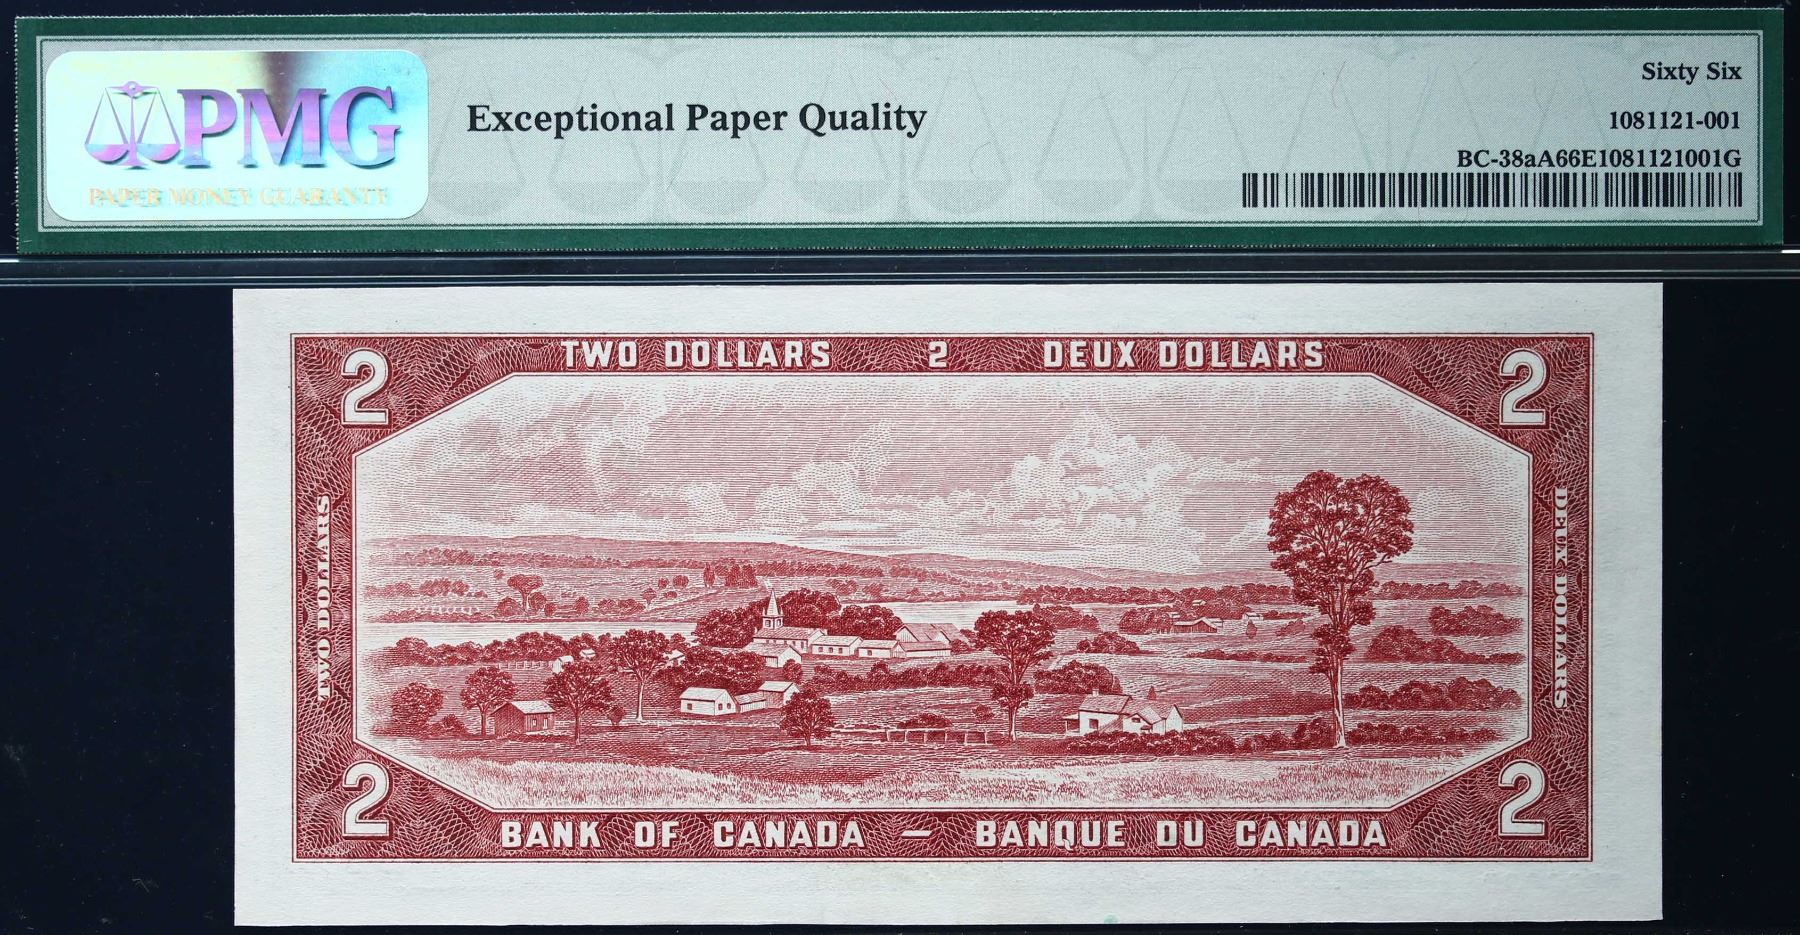 PMG
PAPER MONEY GUARANTY
Exceptional Paper Quality
Sixty Six
1081121-001
BC-38aA66E1081121001G
2 TWO DOLLARS 2 DEUX DOLLARS 2
TWO DOLLARS
DEUX DOLLARS
2 BANK OF CANADA — BANQUE DU CANADA 2